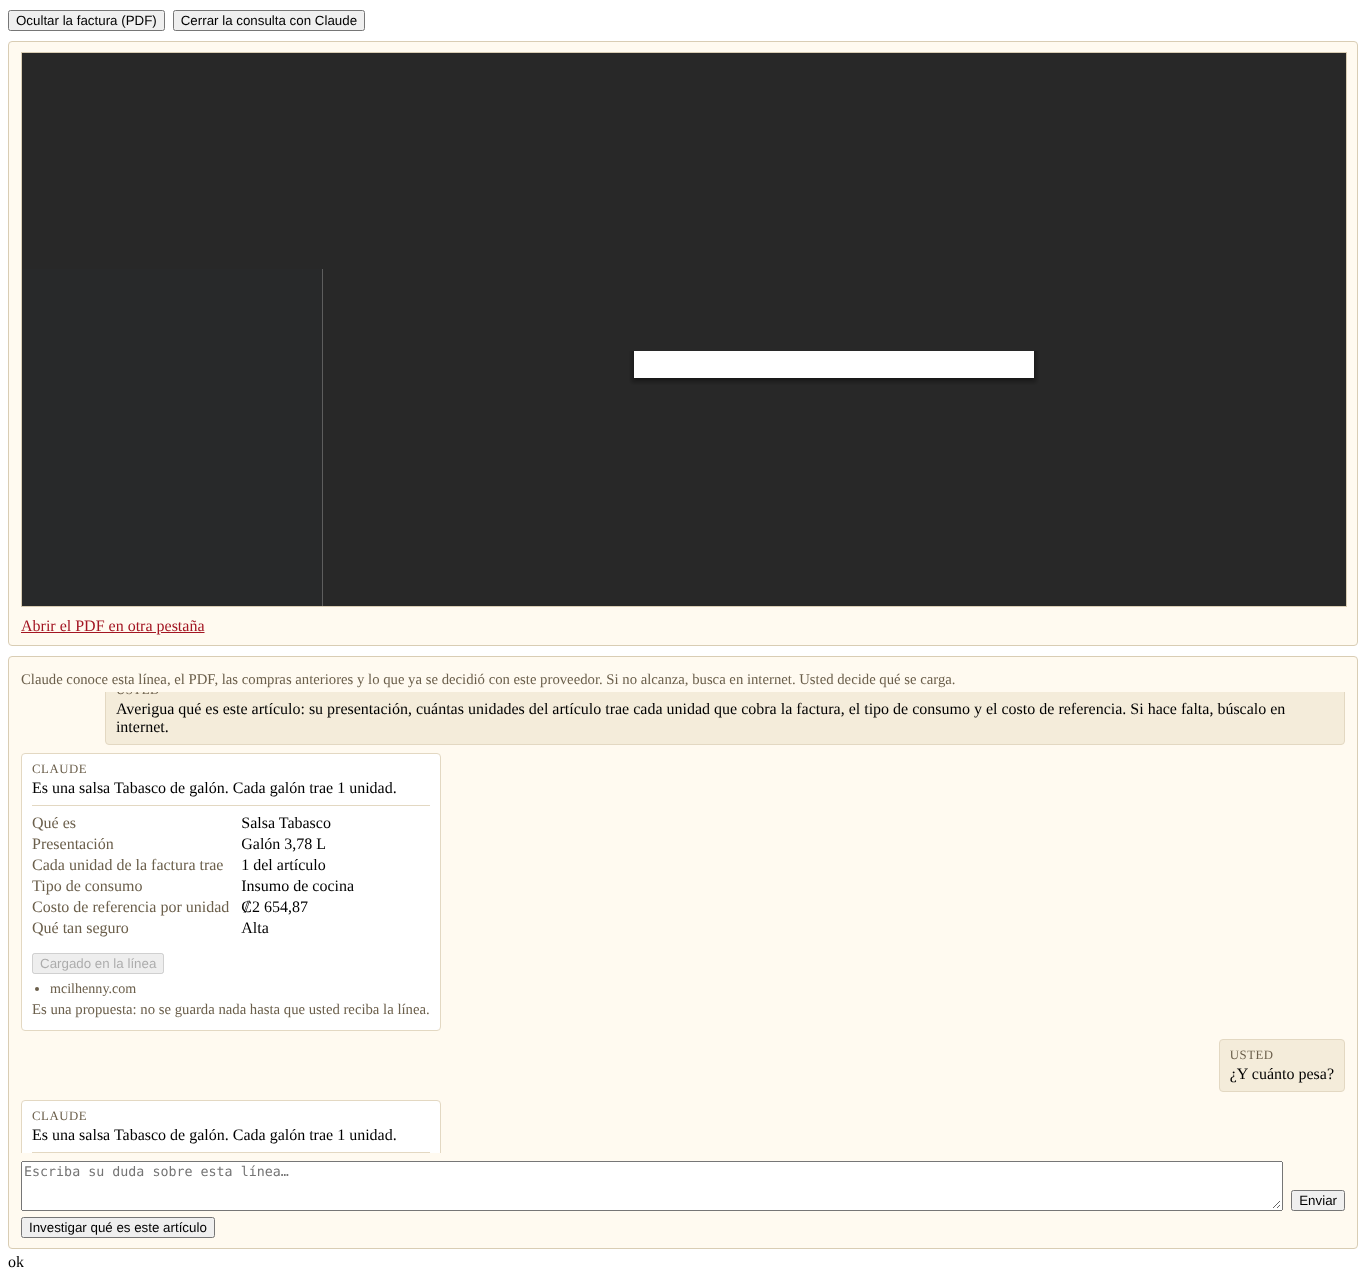 Ocultar la factura (PDF) Cerrar la consulta con Claude
Abrir el PDF en otra pestaña
Claude conoce esta línea, el PDF, las compras anteriores y lo que ya se decidió con este proveedor. Si no alcanza, busca en internet. Usted decide qué se carga.
USTED
Averigua qué es este artículo: su presentación, cuántas unidades del artículo trae cada unidad que cobra la factura, el tipo de consumo y el costo de referencia. Si hace falta, búscalo en
internet.
CLAUDE
Es una salsa Tabasco de galón. Cada galón trae 1 unidad.
Qué es Salsa Tabasco
Presentación Galón 3,78 L
Cada unidad de la factura trae 1 del artículo
Tipo de consumo Insumo de cocina
Costo de referencia por unidad ₡2 654,87
Qué tan seguro Alta
Cargado en la línea
• mcilhenny.com
Es una propuesta: no se guarda nada hasta que usted reciba la línea.
USTED
¿Y cuánto pesa?
CLAUDE
Es una salsa Tabasco de galón. Cada galón trae 1 unidad.
Escriba su duda sobre esta línea…
Enviar
Investigar qué es este artículo
ok